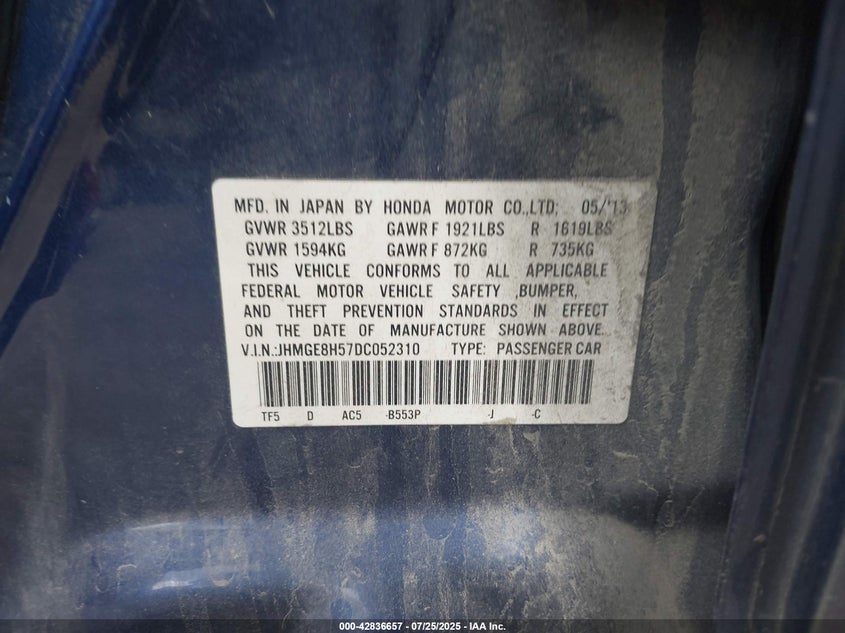 MFD. IN JAPAN BY HONDA MOTOR CO.,LTD; 05/'13
GVWR 3512LBS GAWR F 1921LBS R 1619LBS
GVWR 1594KG GAWR F 872KG R 735KG
THIS VEHICLE CONFORMS TO ALL APPLICABLE
FEDERAL MOTOR VEHICLE SAFETY ,BUMPER,
AND THEFT PREVENTION STANDARDS IN EFFECT
ON THE DATE OF MANUFACTURE SHOWN ABOVE.
V.I.N.:JHMGE8H57DC052310 TYPE: PASSENGER CAR
TF5 D AC5 -B553P -J -C
000-42836657 - 07/25/2025 - IAA Inc.